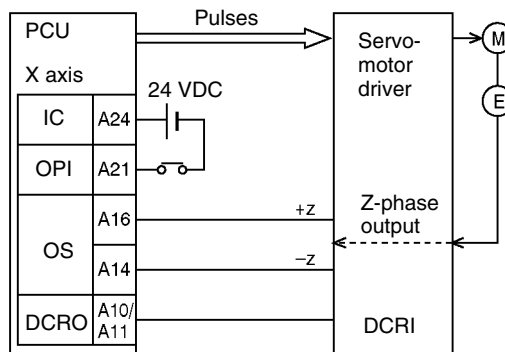 PCU
Pulses
Servo-
motor
driver
M
X axis
24 VDC
E
IC A24
OPI A21
OS
A16
+z
Z-phase
output
A14
−z
DCRO
A10/
A11
DCRI